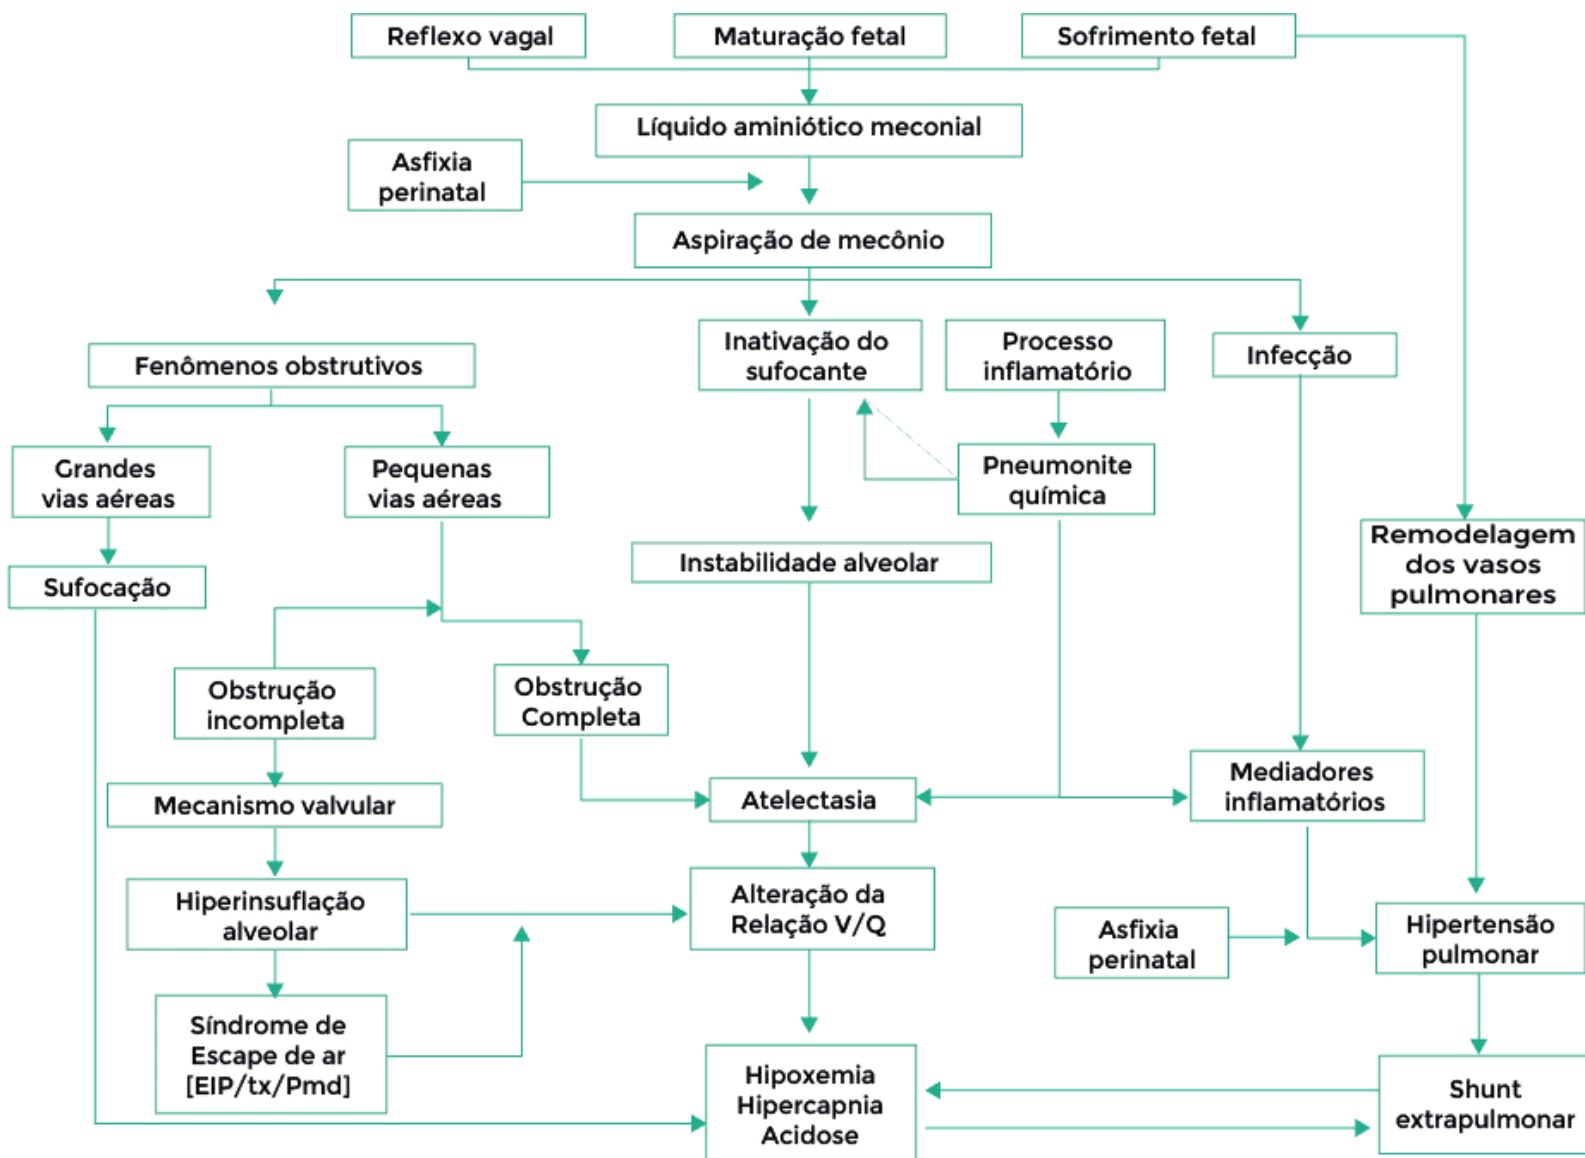 Reflexo vagal
Maturação fetal
Sofrimento fetal
Líquido aminiótico meconial
Asfixia
perinatal
Aspiração de mecônio
Fenômenos obstrutivos
Inativação do
sufocante
Processo
inflamatório
Infecção
Grandes
vias aéreas
Pequenas
vias aéreas
Pneumonite
química
Sufocação
Instabilidade alveolar
Remodelagem
dos vasos
pulmonares
Obstrução
incompleta
Obstrução
Completa
Mecanismo valvular
Atelectasia
Mediadores
inflamatórios
Hiperinsuflação
alveolar
Alteração da
Relação V/Q
Asfixia
perinatal
Hipertensão
pulmonar
Síndrome de
Escape de ar
[EIP/tx/Pmd]
Hipoxemia
Hipercapnia
Acidose
Shunt
extrapulmonar